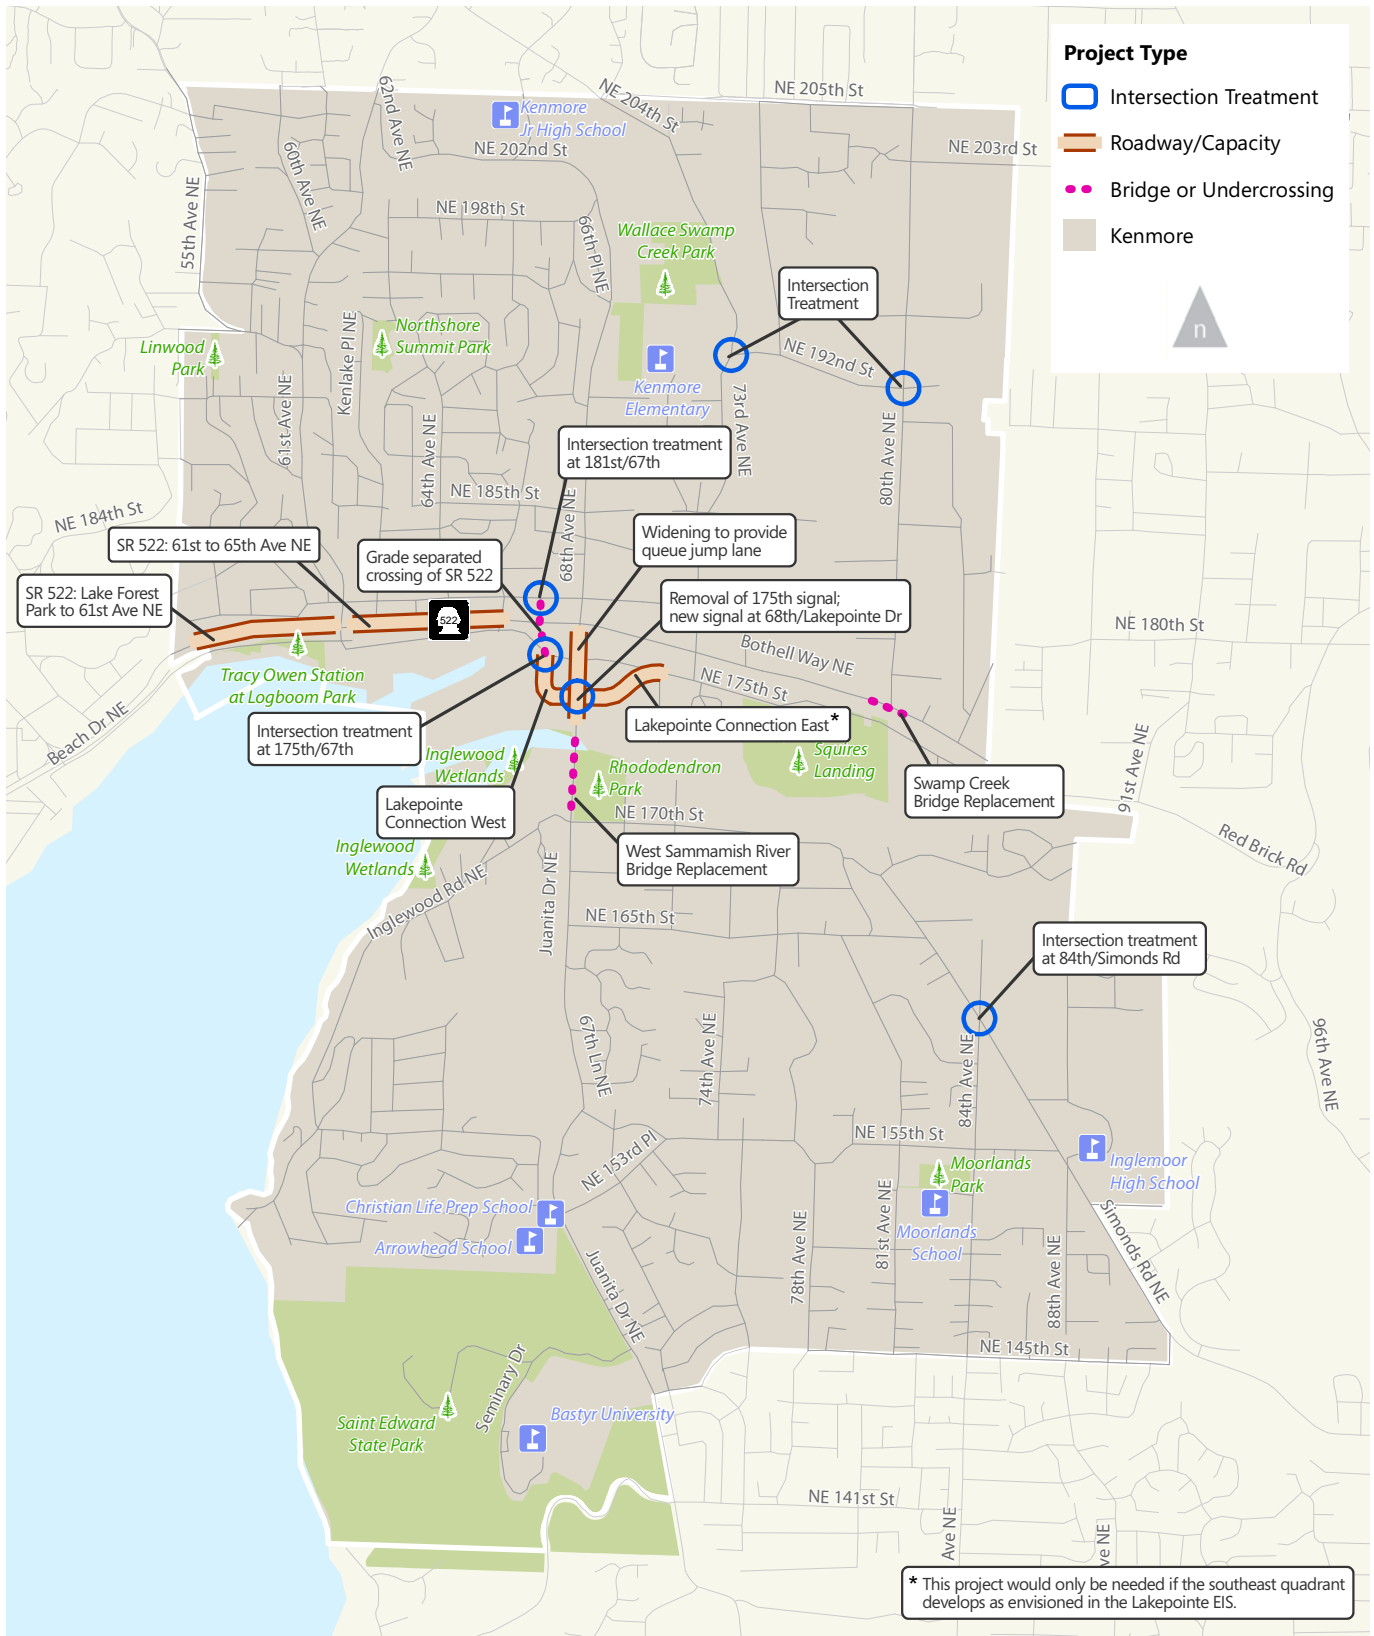 Project Type
Intersection Treatment
Roadway/Capacity
Bridge or Undercrossing
Kenmore
n
NE 205th St
NE 204th St
62nd Ave NE
Kenmore
Jr High School
NE 202nd St
NE 203rd St
60th Ave NE
55th Ave NE
NE 198th St
66th Pl NE
Wallace Swamp
Creek Park
Intersection
Treatment
Linwood
Park
Kenlake Pl NE
Northshore
Summit Park
NE 192nd St
Kenmore
Elementary
73rd Ave NE
61st Ave NE
64th Ave NE
80th Ave NE
Intersection treatment
at 181st/67th
NE 185th St
68th Ave NE
NE 184th St
SR 522: 61st to 65th Ave NE
Grade separated
crossing of SR 522
Widening to provide
queue jump lane
SR 522: Lake Forest
Park to 61st Ave NE
522
Removal of 175th signal;
new signal at 68th/Lakepointe Dr
NE 180th St
Bothell Way NE
NE 175th St
Tracy Owen Station
at Logboom Park
Beach Dr NE
Intersection treatment
at 175th/67th
Lakepointe Connection East*
Inglewood
Wetlands
Rhododendron
Park
Squires
Landing
Swamp Creek
Bridge Replacement
91st Ave NE
Lakepointe
Connection West
NE 170th St
Red Brick Rd
Inglewood
Wetlands
West Sammamish River
Bridge Replacement
Inglewood Rd NE
Juanita Dr NE
NE 165th St
Intersection treatment
at 84th/Simonds Rd
67th Ln NE
74th Ave NE
84th Ave NE
96th Ave NE
NE 155th St
NE 153rd Pl
Inglemoor
High School
Moorlands
Park
Christian Life Prep School
Arrowhead School
Moorlands
School
78th Ave NE
81st Ave NE
88th Ave NE
Simonds Rd NE
Juanita Dr NE
NE 145th St
Seminary Dr
Saint Edward
State Park
Bastyr University
NE 141st St
Ave NE
ve NE
* This project would only be needed if the southeast quadrant
develops as envisioned in the Lakepointe EIS.